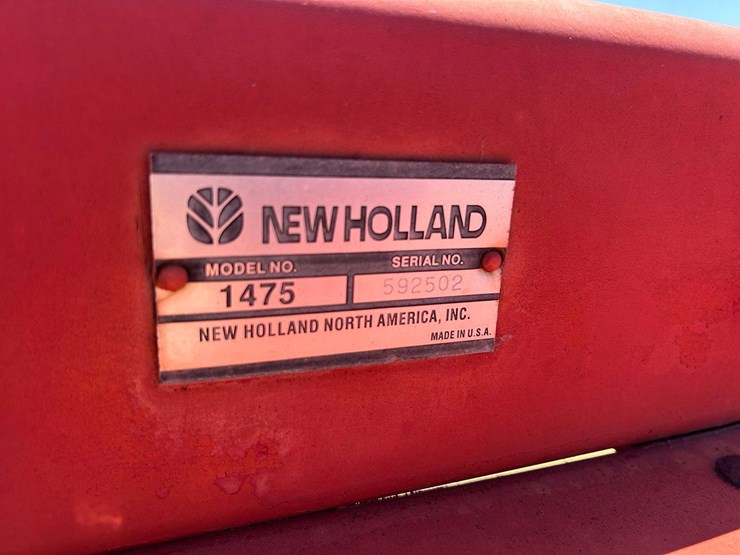 NEW HOLLAND
MODEL NO. SERIAL NO.
1475 592502
NEW HOLLAND NORTH AMERICA, INC.
MADE IN U.S.A.